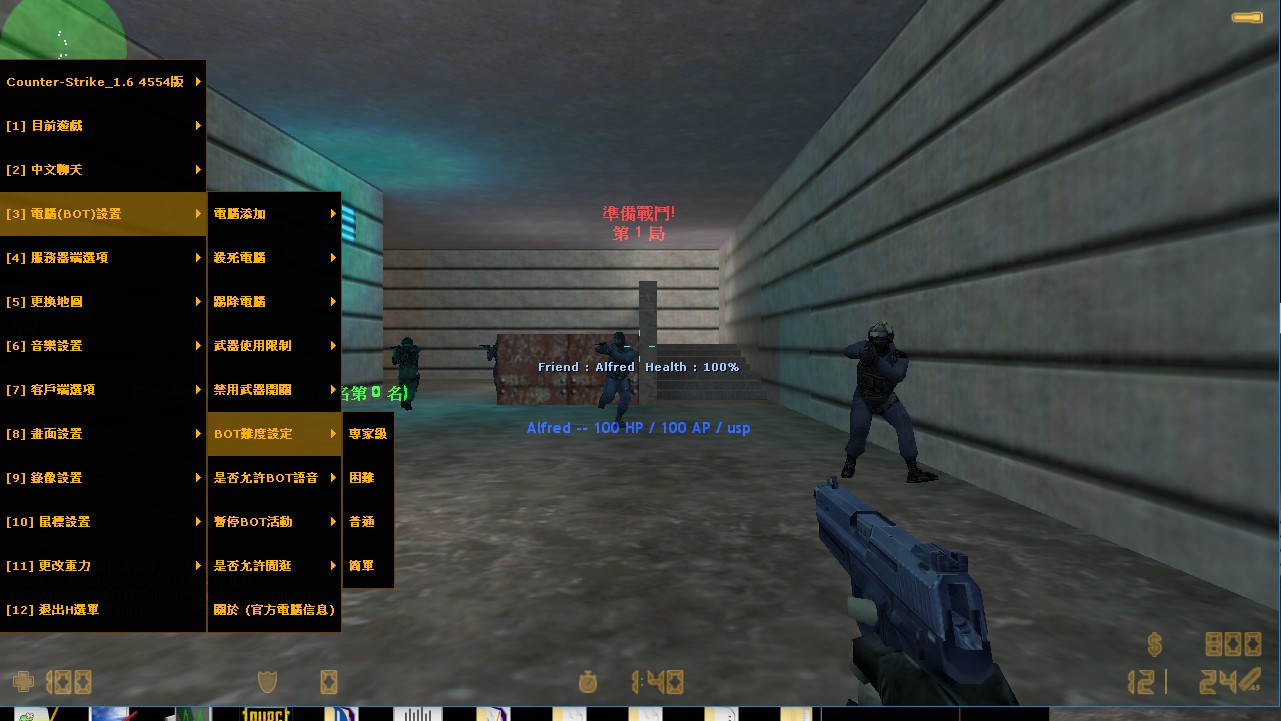 Counter-Strike_1.6 4554版
[1] 目前遊戲
[2] 中文聊天
[3] 電腦(BOT)設置
[4] 服務器端選項
[5] 更換地圖
[6] 音樂設置
[7] 客戶端選項
[8] 畫面設置
[9] 錄像設置
[10] 鼠標設置
[11] 更改重力
[12] 退出H選單
電腦添加
殺死電腦
踢除電腦
武器使用限制
禁用武器開關
BOT難度設定
是否允許BOT語音
暫停BOT活動
是否允許閒逛
關於 (官方電腦信息)
專家級
困難
普通
簡單
準備戰鬥!
第 1 局
Friend : Alfred Health : 100%
名第 0 名)
Alfred -- 100 HP / 100 AP / usp
$ 800
100
0
1:40
12 | 24